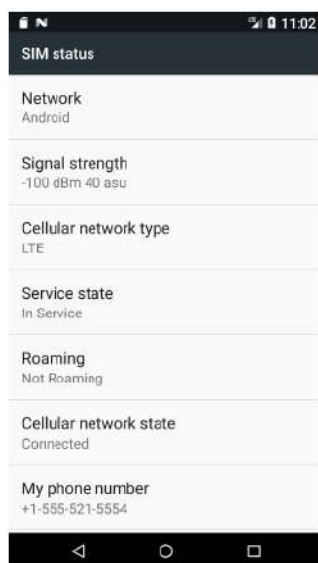 11:02
SIM status
Network
Android
Signal strength
-100 dBm 40 asu
Cellular network type
LTE
Service state
In Service
Roaming
Not Roaming
Cellular network state
Connected
My phone number
+1-555-521-5554